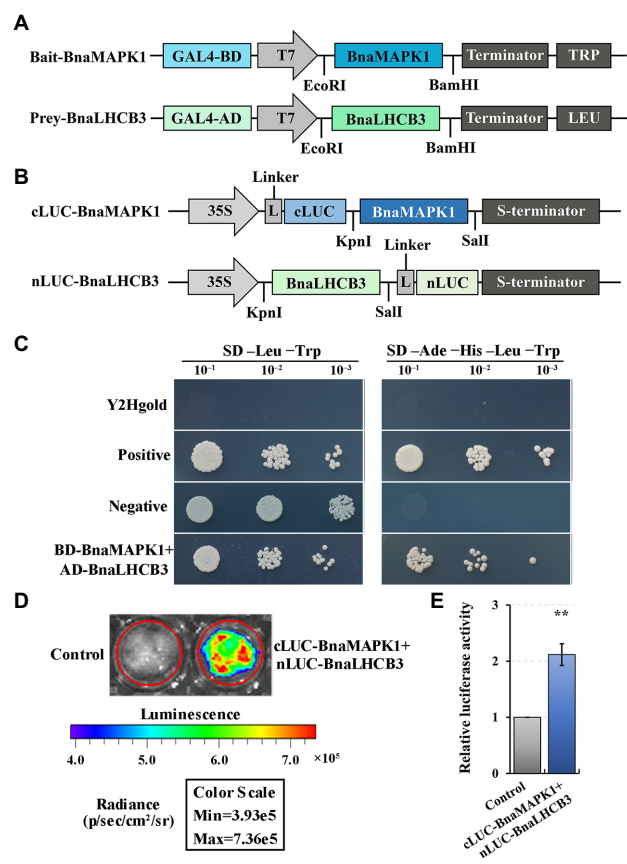 A
Bait-BnaMAPK1
GAL4-BD
T7
BnaMAPK1
Terminator
TRP
EcoRI
BamHI
Prey-BnaLHCB3
GAL4-AD
T7
BnaLHCB3
Terminator
LEU
EcoRI
BamHI
B
Linker
cLUC-BnaMAPK1
35S
L
cLUC
BnaMAPK1
S-terminator
KpnI
SalI
Linker
nLUC-BnaLHCB3
35S
BnaLHCB3
L
nLUC
S-terminator
KpnI
SalI
C
SD –Leu –Trp
SD –Ade –His –Leu –Trp
10⁻¹ 10⁻² 10⁻³
10⁻¹ 10⁻² 10⁻³
Y2Hgold
Positive
Negative
BD-BnaMAPK1+
AD-BnaLHCB3
D
Control
cLUC-BnaMAPK1+
nLUC-BnaLHCB3
Luminescence
4.0 5.0 6.0 7.0 ×10⁵
Radiance
(p/sec/cm²/sr)
Color Scale
Min=3.93e5
Max=7.36e5
E
Relative luciferase activity
3
2
1
0
**
Control
cLUC-BnaMAPK1+
nLUC-BnaLHCB3